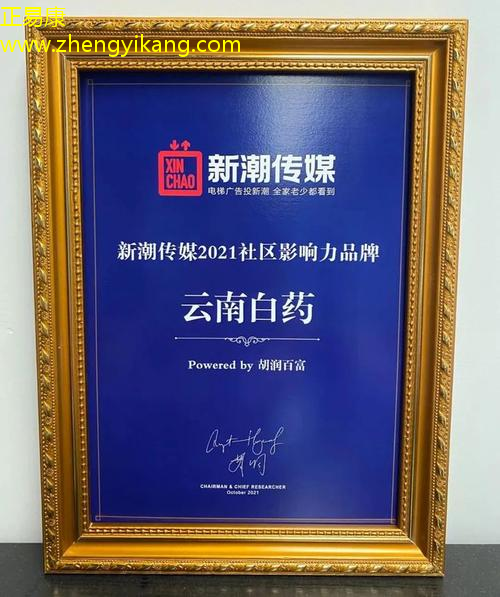 正易康
www.zhengyikang.com
XIN
CHAO
新潮传媒
电梯广告投新潮 全家老少都看到
新潮传媒2021社区影响力品牌
云南白药
Powered by 胡润百富
胡润
CHAIRMAN & CHIEF RESEARCHER
October 2021